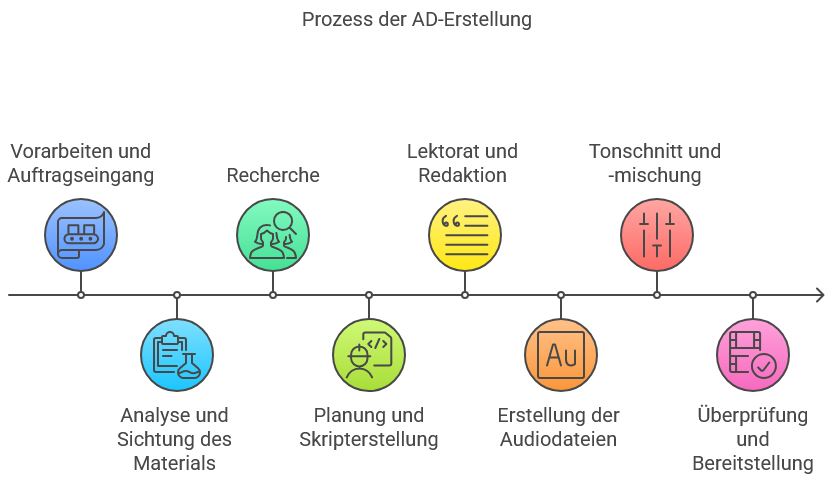 Prozess der AD-Erstellung
Vorarbeiten und
Auftragseingang
Analyse und
Sichtung des
Materials
Recherche
Planung und
Skripterstellung
Lektorat und
Redaktion
Au
Erstellung der
Audiodateien
Tonschnitt und
-mischung
Überprüfung
und
Bereitstellung